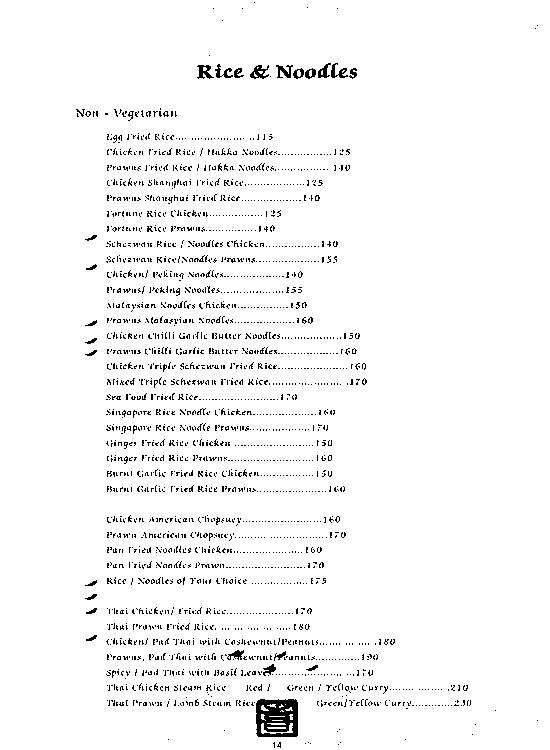 Rice & Noodles
Non - Vegetarian
Egg Fried Rice..........................115
Chicken Fried Rice / Hakka Noodles.................125
Prawns Fried Rice / Hakka Noodles.................140
Chicken Shanghai Fried Rice...................125
Prawns Shanghai Fried Rice...................140
Fortune Rice Chicken.................125
Fortune Rice Prawns................140
Schezwan Rice / Noodles Chicken.................140
Schezwan Rice/Noodles Prawns....................155
Chicken/ Peking Noodles...................140
Prawns/ Peking Noodles....................155
Malaysian Noodles Chicken................150
Prawns Malasyian Noodles...................160
Chicken Chilli Garlic Butter Noodles...................150
Prawns Chilli Garlic Butter Noodles...................160
Chicken Triple Schezwan Fried Rice......................160
Mixed Triple Schezwan Fried Rice.........................170
Sea Food Fried Rice.........................170
Singapore Rice Noodle Chicken....................160
Singapore Rice Noodle Prawns...................170
Ginger Fried Rice Chicken .........................150
Ginger Fried Rice Prawns...........................160
Burnt Garlic Fried Rice Chicken.................150
Burnt Garlic Fried Rice Prawns......................160
Chicken American Chopsuey.........................160
Prawn American Chopsuey.............................170
Pan Fried Noodles Chicken......................160
Pan Fried Noodles Prawn.........................170
Rice / Noodles of Your Choice ..................175
Thai Chicken/ Fried Rice.....................170
Thai Prawn Fried Rice........................180
Chicken/ Pad Thai with Cashewnut/Peanuts..................180
Prawns, Pad Thai with Cashewnut/Peanuts..............190
Spicy / Pad Thai with Basil Leaves.........................170
Thai Chicken Steam Rice Red / Green / Yellow Curry..................210
Thai Prawn / Lamb Steam Rice Green/Yellow Curry.............230
14